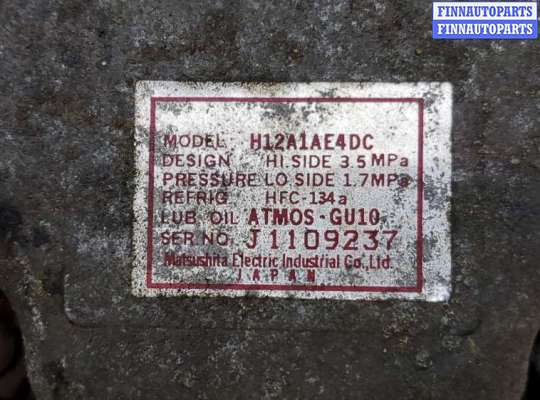 FINNAUTOPARTS
FINNAUTOPARTS
MODEL H12A1AE4DC
DESIGN HI.SIDE 3.5MPa
PRESSURE LO SIDE 1.7MPa
REFRIG HFC-134a
LUB. OIL ATMOS-GU10
SER NO. J1109237
Matsushita Electric Industrial Co., Ltd.
JAPAN